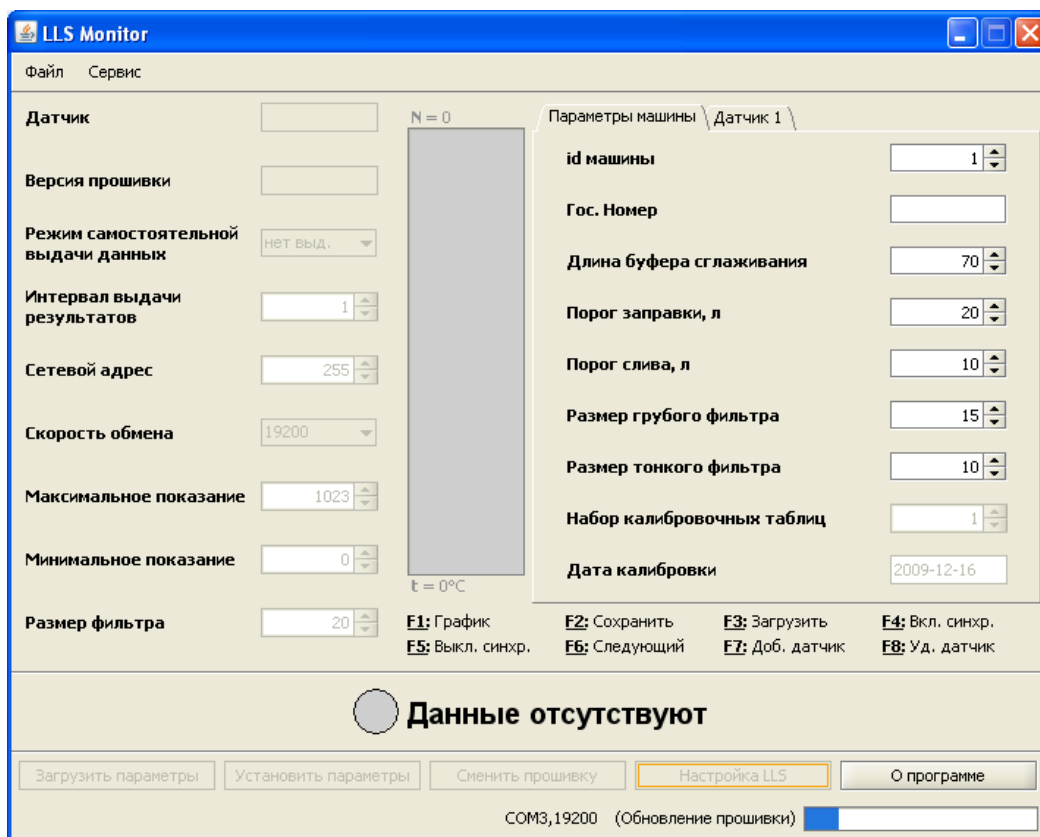 LLS Monitor
Файл Сервис
Датчик
Версия прошивки
Режим самостоятельной
выдачи данных
нет выд.
Интервал выдачи
результатов
1
Сетевой адрес
255
Скорость обмена
19200
Максимальное показание
1023
Минимальное показание
0
Размер фильтра
20
N = 0
t = 0°C
Параметры машины Датчик 1
id машины
1
Гос. Номер
Длина буфера сглаживания
70
Порог заправки, л
20
Порог слива, л
10
Размер грубого фильтра
15
Размер тонкого фильтра
10
Набор калибровочных таблиц
1
Дата калибровки
2009-12-16
F1: График F2: Сохранить F3: Загрузить F4: Вкл. синхр.
F5: Выкл. синхр. F6: Следующий F7: Доб. датчик F8: Уд. датчик
Данные отсутствуют
Загрузить параметры Установить параметры Сменить прошивку Настройка LLS О программе
COM3,19200 (Обновление прошивки)